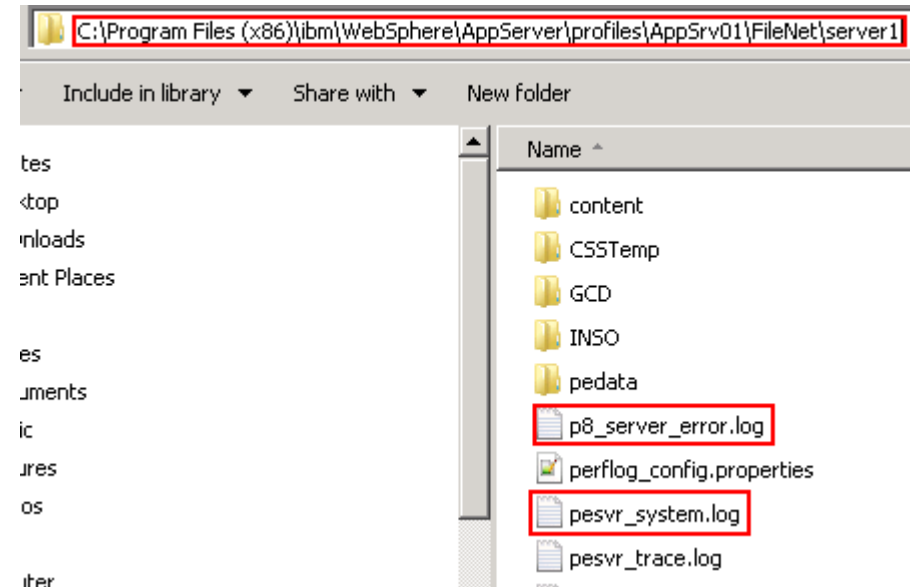 C:\Program Files (x86)\ibm\WebSphere\AppServer\profiles\AppSrv01\FileNet\server1
Include in library Share with New folder
Name
tes
ktop
nloads
ent Places
es
uments
ic
ures
os
uter
content
CSSTemp
GCD
INSO
pedata
p8_server_error.log
perflog_config.properties
pesvr_system.log
pesvr_trace.log